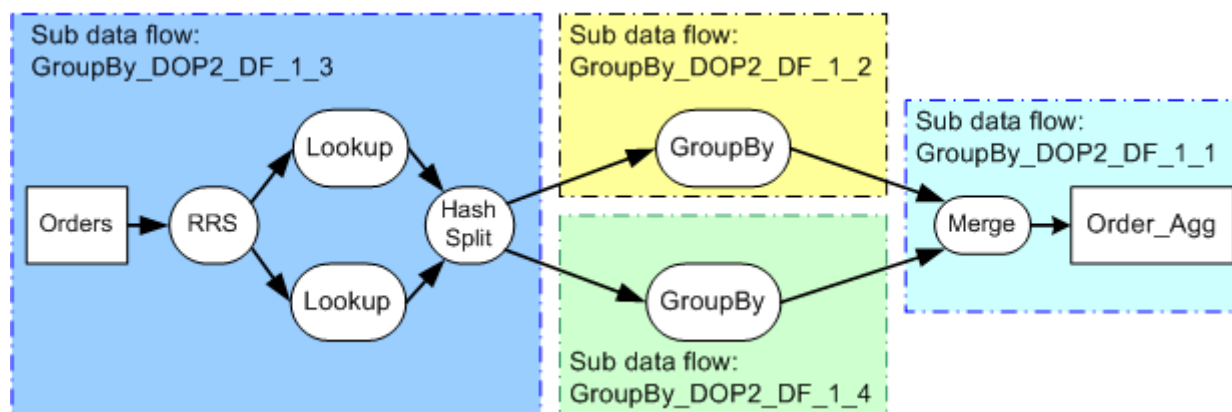 Sub data flow:
GroupBy_DOP2_DF_1_3
Orders
RRS
Lookup
Lookup
Hash
Split
Sub data flow:
GroupBy_DOP2_DF_1_2
GroupBy
GroupBy
Sub data flow:
GroupBy_DOP2_DF_1_4
Sub data flow:
GroupBy_DOP2_DF_1_1
Merge
Order_Agg